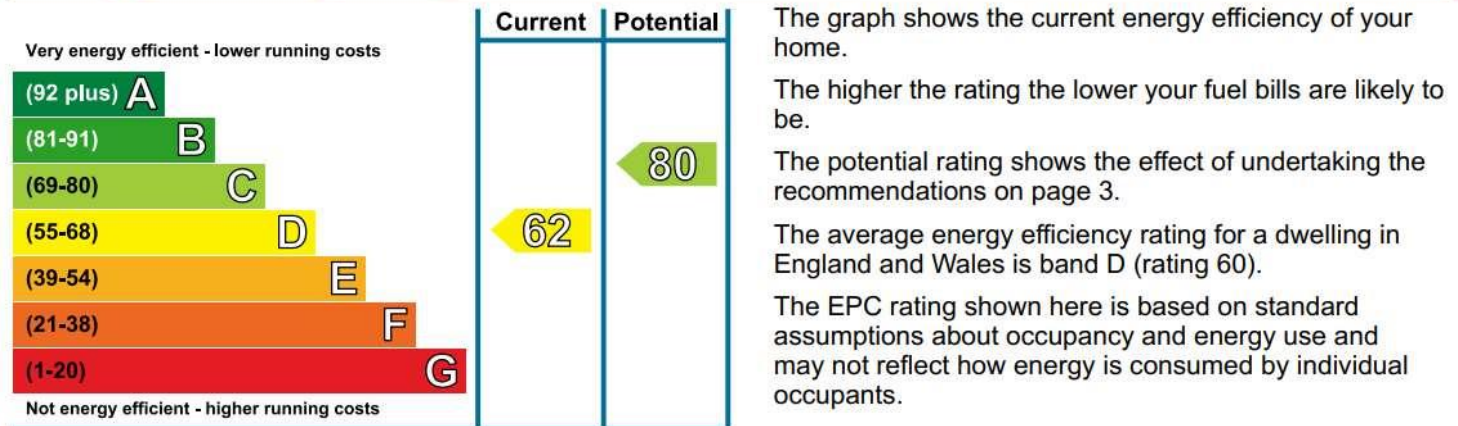 Current Potential
Very energy efficient - lower running costs
(92 plus) A
(81-91) B
(69-80) C
(55-68) D
(39-54) E
(21-38) F
(1-20) G
Not energy efficient - higher running costs
80
62
The graph shows the current energy efficiency of your
home.
The higher the rating the lower your fuel bills are likely to
be.
The potential rating shows the effect of undertaking the
recommendations on page 3.
The average energy efficiency rating for a dwelling in
England and Wales is band D (rating 60).
The EPC rating shown here is based on standard
assumptions about occupancy and energy use and
may not reflect how energy is consumed by individual
occupants.